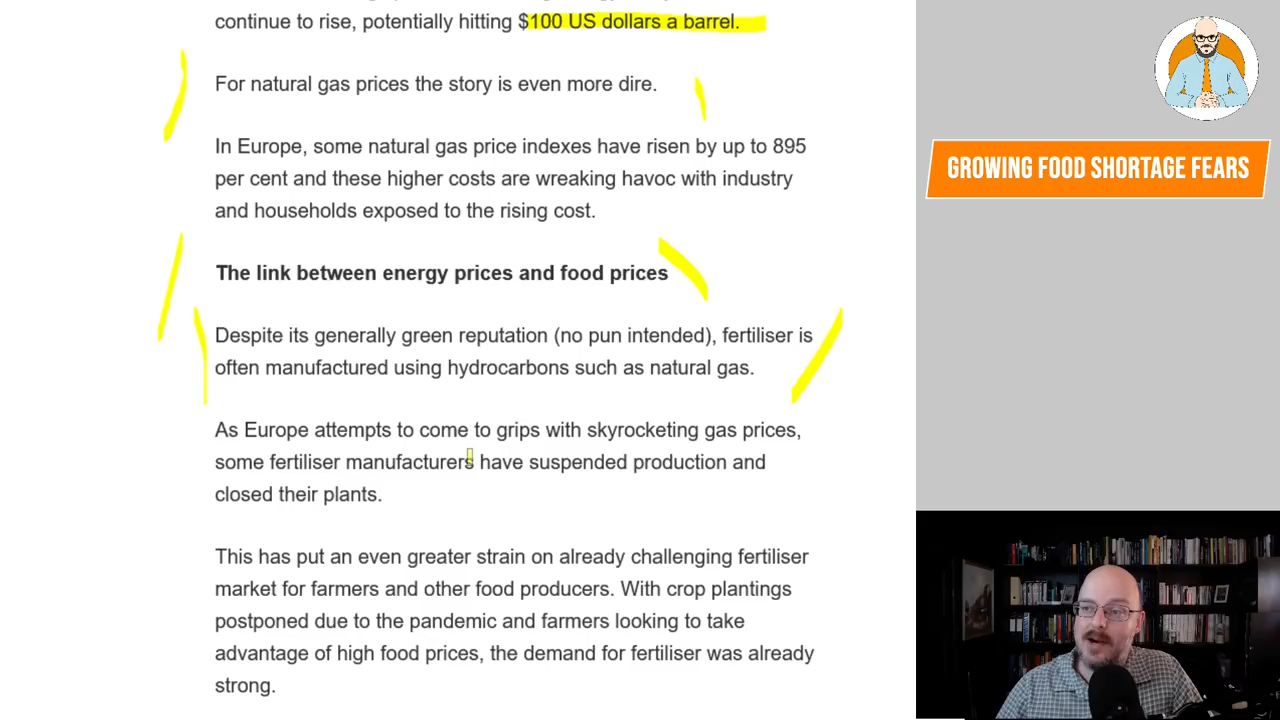 continue to rise, potentially hitting $100 US dollars a barrel.
For natural gas prices the story is even more dire.
In Europe, some natural gas price indexes have risen by up to 895
per cent and these higher costs are wreaking havoc with industry
and households exposed to the rising cost.
The link between energy prices and food prices
Despite its generally green reputation (no pun intended), fertiliser is
often manufactured using hydrocarbons such as natural gas.
As Europe attempts to come to grips with skyrocketing gas prices,
some fertiliser manufacturers have suspended production and
closed their plants.
This has put an even greater strain on already challenging fertiliser
market for farmers and other food producers. With crop plantings
postponed due to the pandemic and farmers looking to take
advantage of high food prices, the demand for fertiliser was already
strong.
GROWING FOOD SHORTAGE FEARS